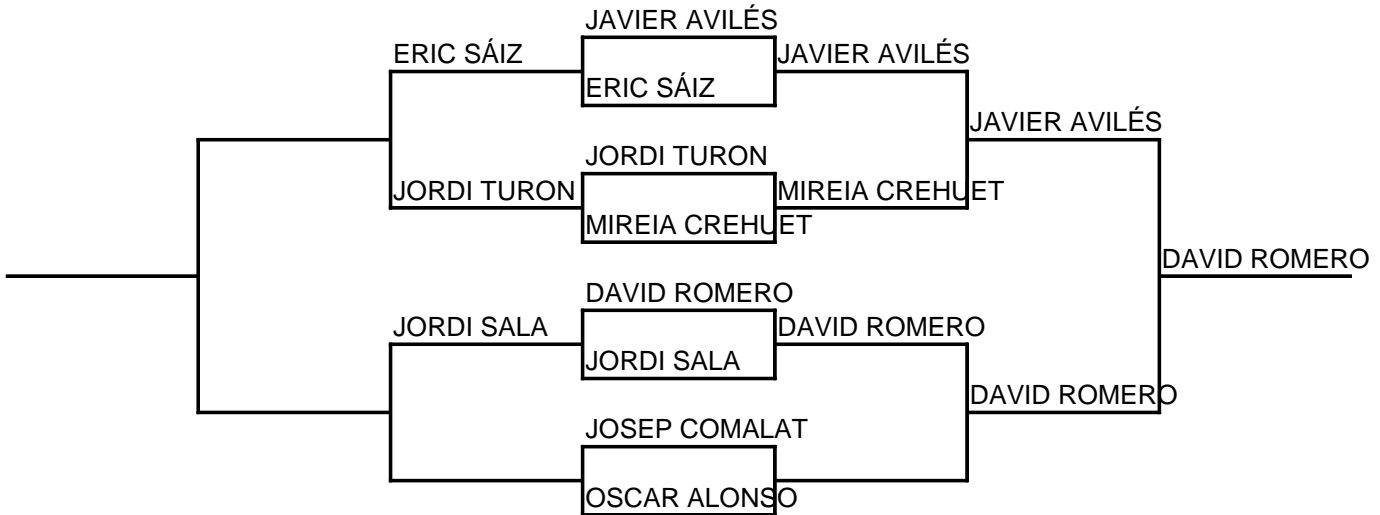 JAVIER AVILÉS
ERIC SÁIZ
JAVIER AVILÉS
ERIC SÁIZ
JAVIER AVILÉS
JORDI TURON
JORDI TURON
MIREIA CREHUET
MIREIA CREHUET
DAVID ROMERO
DAVID ROMERO
JORDI SALA
DAVID ROMERO
JORDI SALA
DAVID ROMERO
JOSEP COMALAT
OSCAR ALONSO